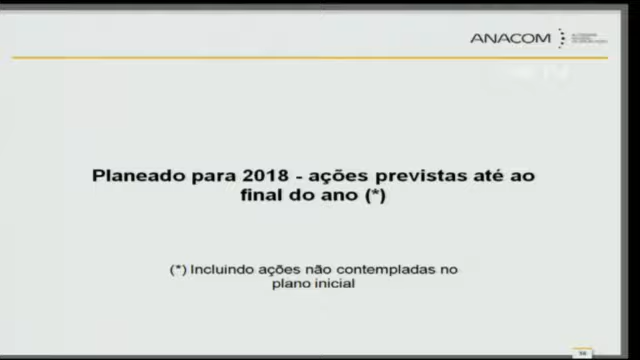 ANACOM
Planeado para 2018 - ações previstas até ao
final do ano (*)
(*) Incluindo ações não contempladas no
plano inicial